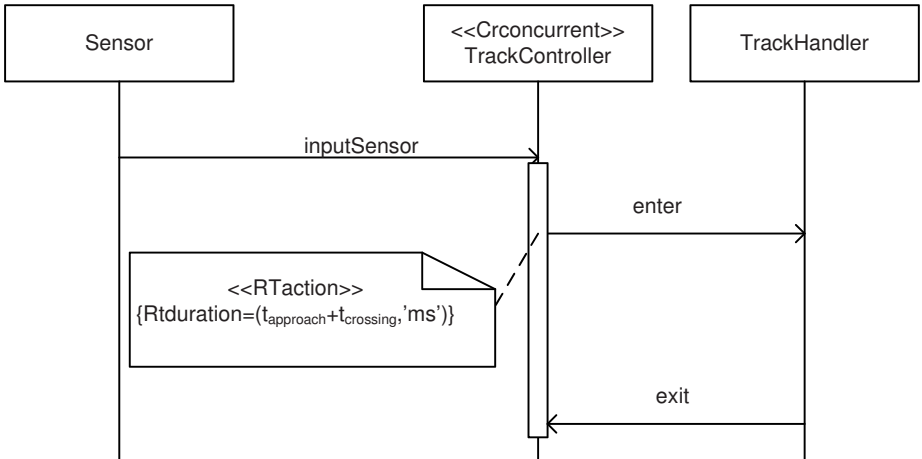 Sensor
<<Crconcurrent>>
TrackController
TrackHandler
inputSensor
enter
<<RTaction>>
{Rtduration=(tapproach+tcrossing,'ms')}
exit